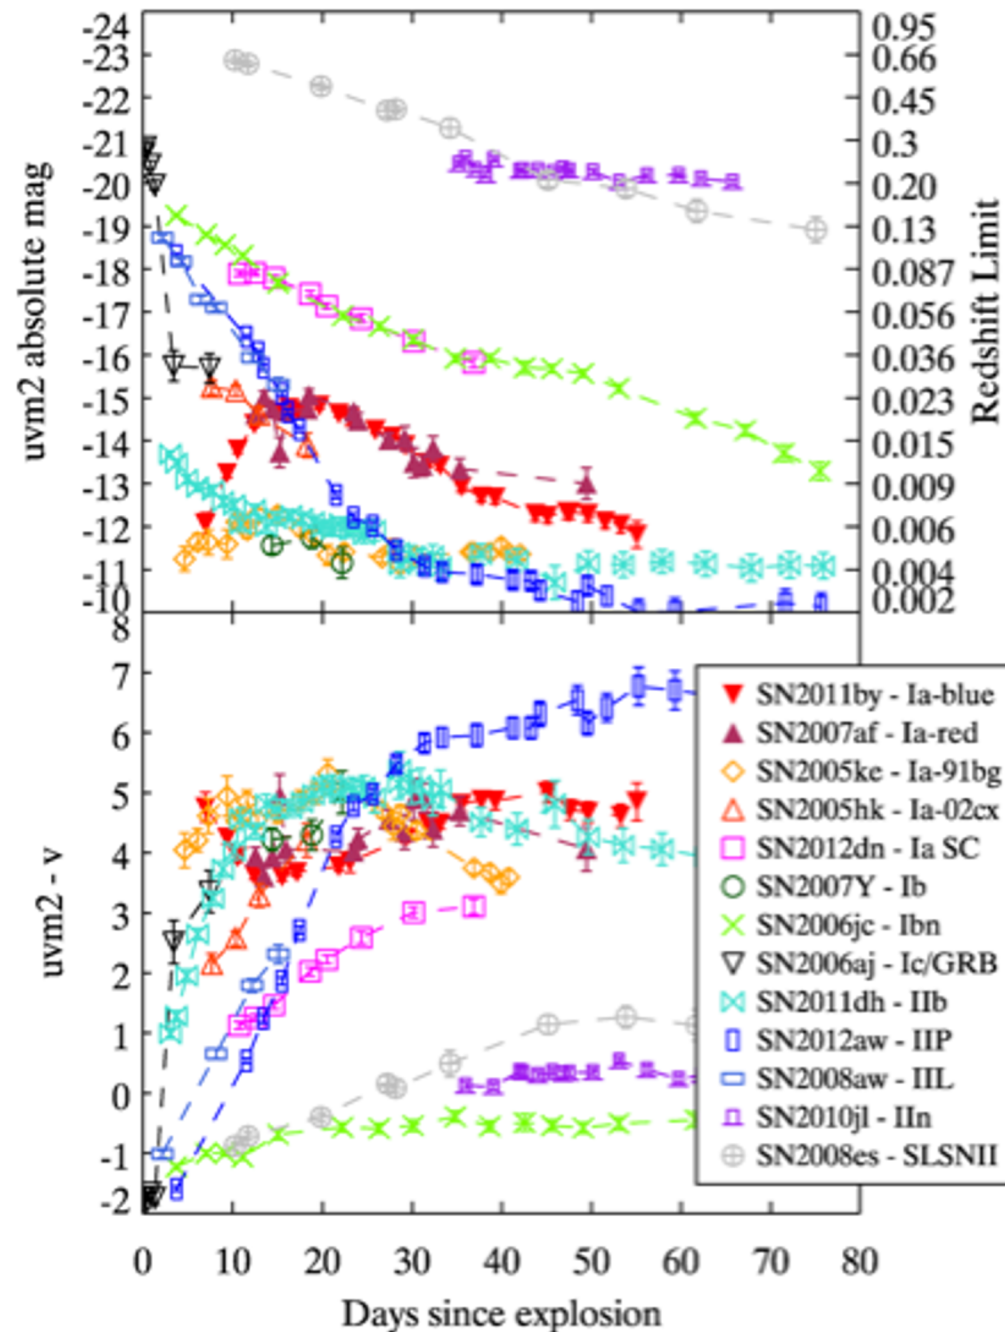 -24
-23
-22
-21
-20
-19
-18
-17
-16
-15
-14
-13
-12
-11
-10
uvm2 absolute mag
0.95
0.66
0.45
0.3
0.20
0.13
0.087
0.056
0.036
0.023
0.015
0.009
0.006
0.004
0.002
Redshift Limit
8
7
6
5
4
3
2
1
0
-1
-2
uvm2 - v
SN2011by - Ia-blue
SN2007af - Ia-red
SN2005ke - Ia-91bg
SN2005hk - Ia-02cx
SN2012dn - Ia SC
SN2007Y - Ib
SN2006jc - Ibn
SN2006aj - Ic/GRB
SN2011dh - IIb
SN2012aw - IIP
SN2008aw - IIL
SN2010jl - IIn
SN2008es - SLSNII
0 10 20 30 40 50 60 70 80
Days since explosion